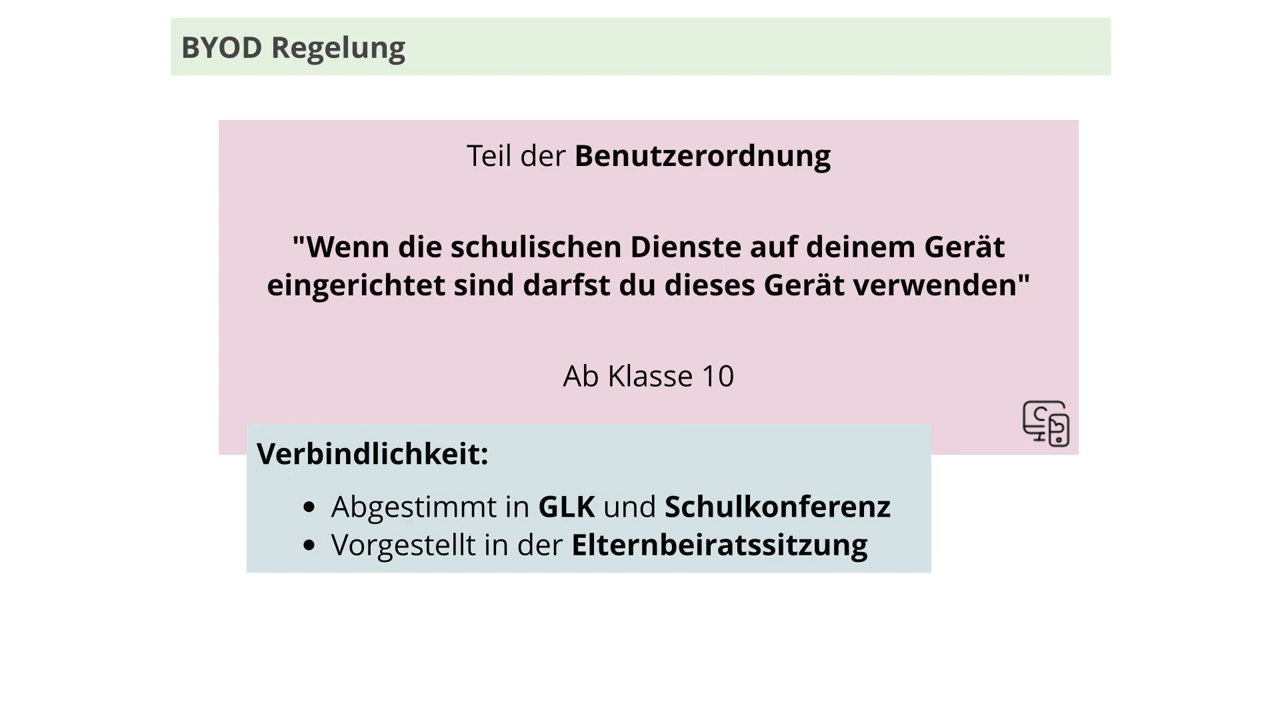 BYOD Regelung
Teil der Benutzerordnung
"Wenn die schulischen Dienste auf deinem Gerät
eingerichtet sind darfst du dieses Gerät verwenden"
Ab Klasse 10
Verbindlichkeit:
• Abgestimmt in GLK und Schulkonferenz
• Vorgestellt in der Elternbeiratssitzung